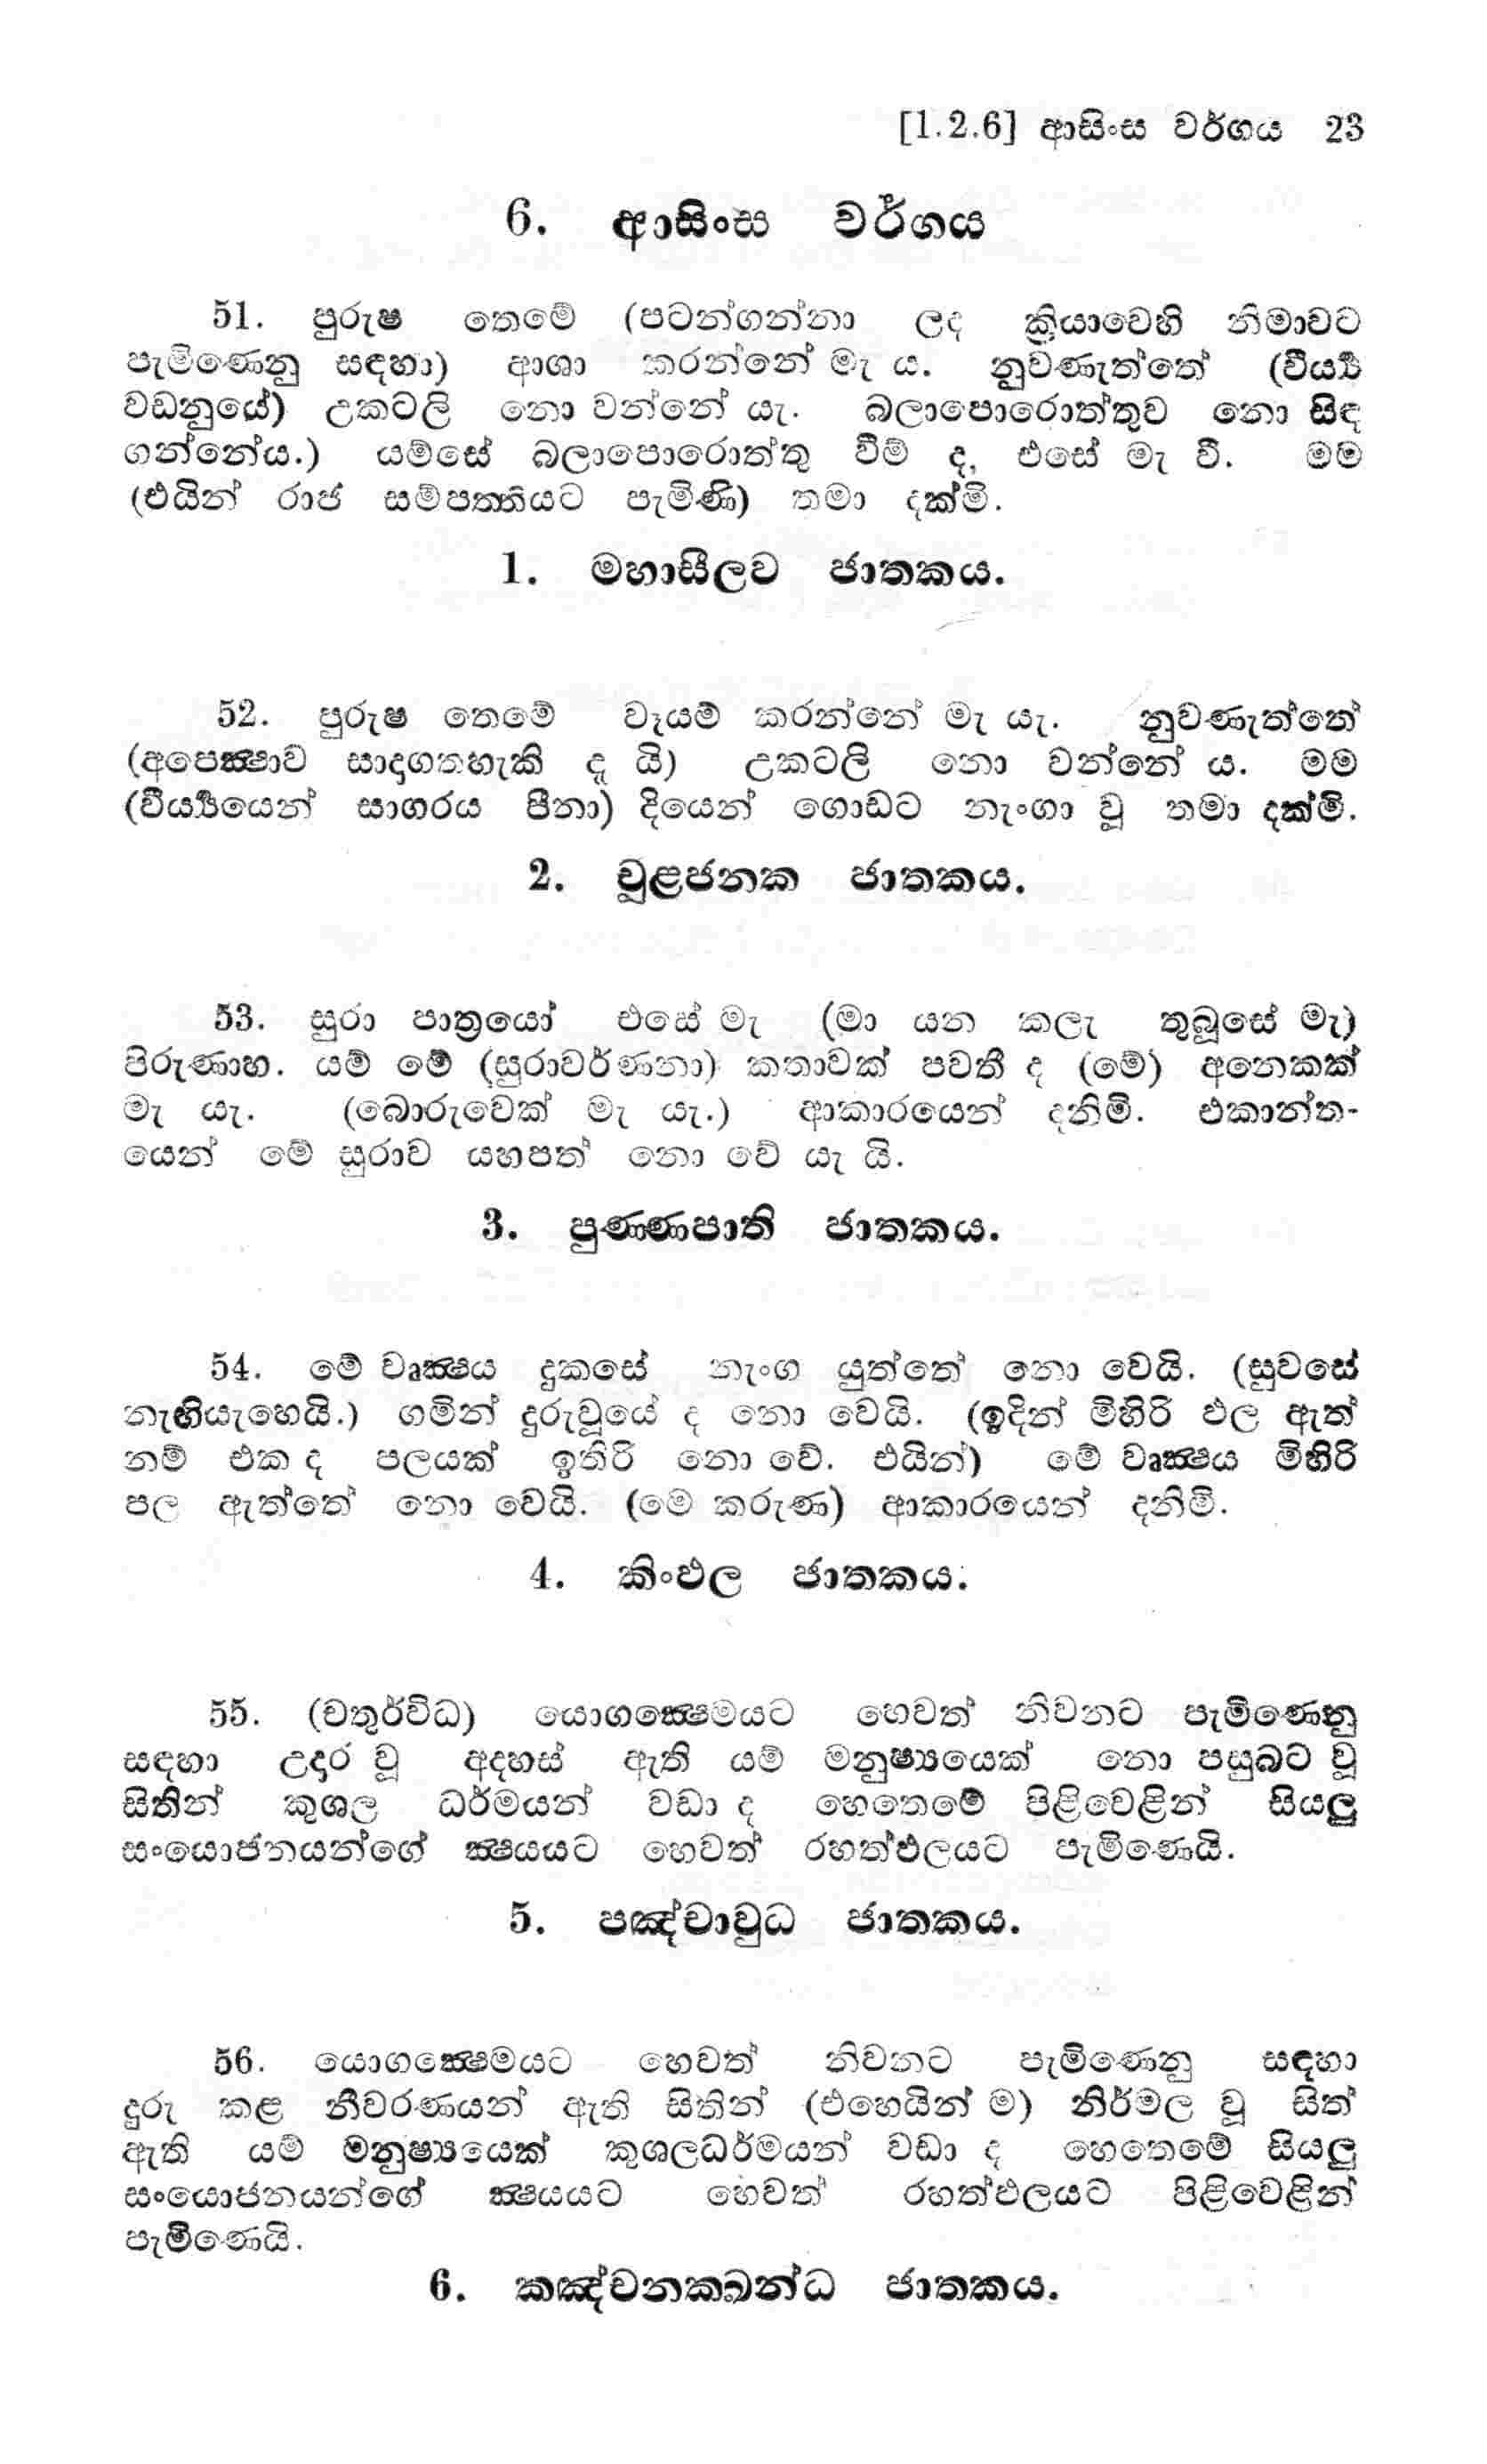 [1.2.6] ආසිංස වර්ගය 23
6. ආසිංස වර්ගය
51. පුරුෂ තෙමේ (පටන්ගන්නා ලද ක්‍රියාවෙහි නිමාවට
පැමිණෙනු සඳහා) ආශා කරන්නේ මැ ය. නුවණැත්තේ (වීර්‍ය්‍ය
වඩනුයේ) උකටලි නො වන්නේ යැ. බලාපොරොත්තුව නො සිඳ
ගන්නේය.) යම්සේ බලාපොරොත්තු වීම් ද, එසේ මැ වී. මම
(එයින් රාජ සම්පත්තියට පැමිණි) තමා දක්මි.
1. මහාසීලව ජාතකය.
52. පුරුෂ තෙමේ වෑයම් කරන්නේ මැ යැ. නුවණැත්තේ
(අපෙක්‍ෂාව සාදාගතහැකි දැ යි) උකටලි නො වන්නේ ය. මම
(වීර්‍ය්‍යයෙන් සාගරය පීනා) දියෙන් ගොඩට නැංගා වූ තමා දක්මි.
2. චූළජනක ජාතකය.
53. සුරා පාත්‍රයෝ එසේ මැ (මා යන කලැ තුබූසේ මැ)
පිරුණාහ. යම් මේ (සුරාවර්ණනා) කතාවක් පවතී ද (මේ) අනෙකක්
මැ යැ. (බොරුවෙක් මැ යැ.) ආකාරයෙන් දනිමි. එකාන්ත-
යෙන් මේ සුරාව යහපත් නො වේ යැ යි.
3. පුණ්ණපාති ජාතකය.
54. මේ වෘක්‍ෂය දුකසේ නැංග යුත්තේ නො වෙයි. (සුවසේ
නැඟියැහෙයි.) ගමින් දුරුවූයේ ද නො වෙයි. (ඉදින් මිහිරි ඵල ඇත්
නම් එක ද පලයක් ඉතිරි නො වේ. එයින්) මේ වෘක්‍ෂය මිහිරි
පල ඇත්තේ නො වෙයි. (මෙ කරුණ) ආකාරයෙන් දනිමි.
4. කිංඵල ජාතකය.
55. (චතුර්විධ) යොගක්‍ෂෙමයට හෙවත් නිවනට පැමිණෙනු
සඳහා උදාර වූ අදහස් ඇති යම් මනුෂ්‍යයෙක් නො පසුබට වූ
සිතින් කුශල ධර්මයන් වඩා ද හෙතෙමේ පිළිවෙළින් සියලු
සංයොජනයන්ගේ ක්‍ෂයයට හෙවත් රහත්ඵලයට පැමිණෙයි.
5. පඤ්චාවුධ ජාතකය.
56. යොගක්‍ෂෙමයට හෙවත් නිවනට පැමිණෙනු සඳහා
දුරු කළ නීවරණයන් ඇති සිතින් (එහෙයින් ම) නිර්මල වූ සිත්
ඇති යම් මනුෂ්‍යයෙක් කුශලධර්මයන් වඩා ද හෙතෙමේ සියලු
සංයොජනයන්ගේ ක්‍ෂයයට හෙවත් රහත්ඵලයට පිළිවෙළින්
පැමිණෙයි.
6. කඤ්චනක්ඛන්ධ ජාතකය.